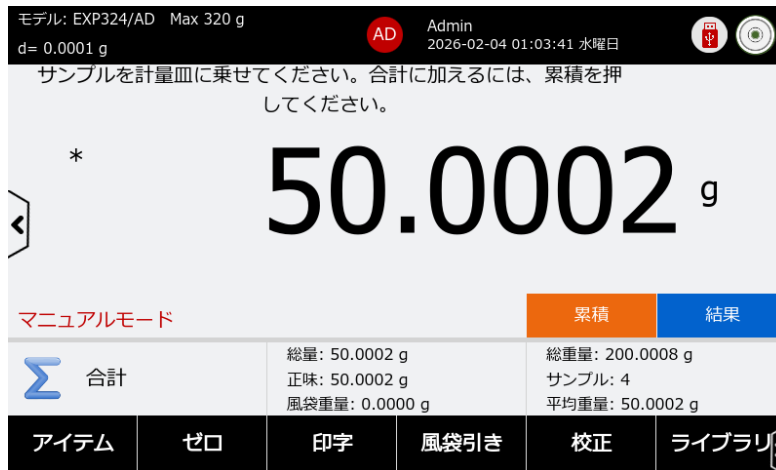 モデル: EXP324/AD Max 320 g
d= 0.0001 g
AD
Admin
2026-02-04 01:03:41 水曜日
サンプルを計量皿に乗せてください。合計に加えるには、累積を押
してください。
*
50.0002 g
マニュアルモード
累積
結果
合計
総量: 50.0002 g
正味: 50.0002 g
風袋重量: 0.0000 g
総重量: 200.0008 g
サンプル: 4
平均重量: 50.0002 g
アイテム
ゼロ
印字
風袋引き
校正
ライブラリ